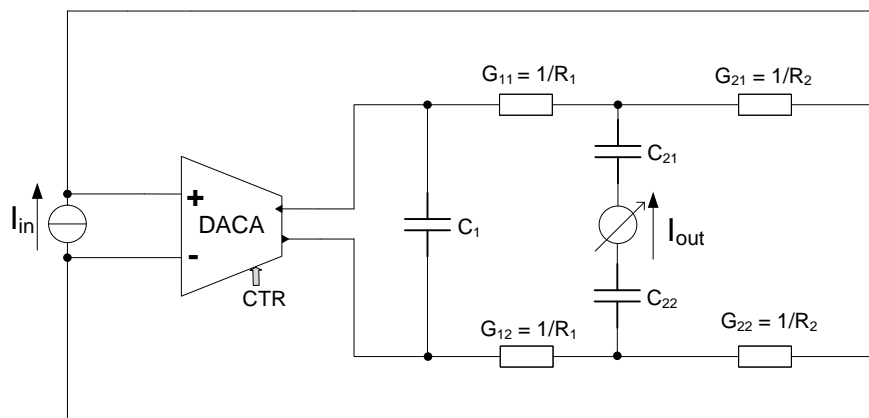 G₁₁ = 1/R₁
G₂₁ = 1/R₂
C₂₁
+
Iin
DACA
C₁
Iout
-
CTR
C₂₂
G₁₂ = 1/R₁
G₂₂ = 1/R₂